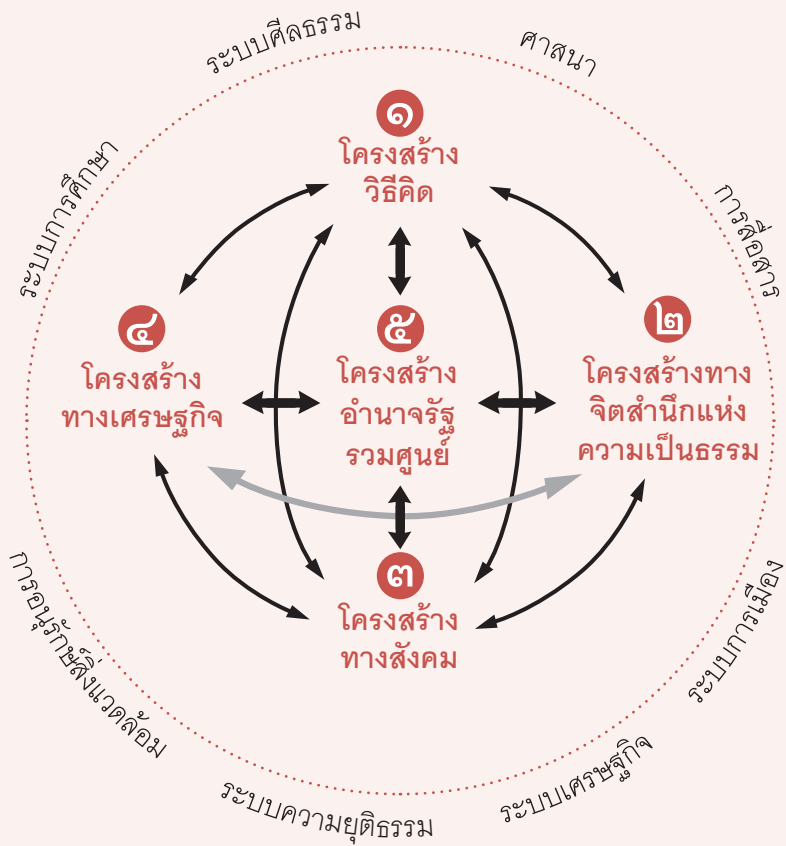 ระบบศีลธรรม
ศาสนา
ระบบการศึกษา
การสื่อสาร
๑
โครงสร้าง
วิธีคิด
๔
โครงสร้าง
ทางเศรษฐกิจ
๕
โครงสร้าง
อำนาจรัฐ
รวมศูนย์
๒
โครงสร้างทาง
จิตสำนึกแห่ง
ความเป็นธรรม
๓
โครงสร้าง
ทางสังคม
การอนุรักษ์สิ่งแวดล้อม
ระบบการเมือง
ระบบความยุติธรรม
ระบบเศรษฐกิจ